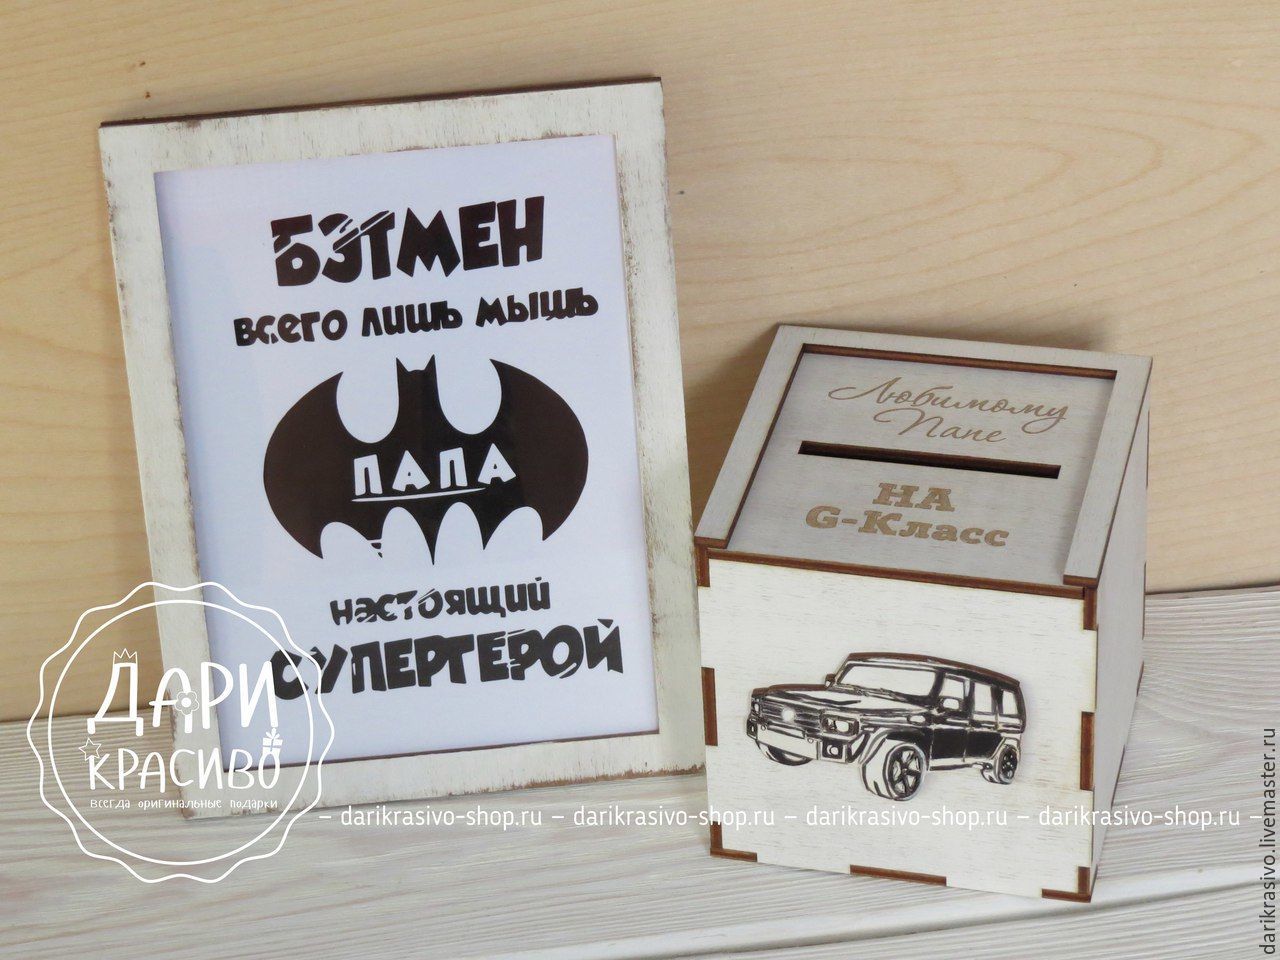 БЭТМЕН
всего лишь мышь
ПАПА
настоящий
СУПЕРГЕРОЙ
Любимому
Папе
НА
G-Класс
ДАРИ
КРАСИВО
всегда оригинальные подарки
– darikrasivo-shop.ru – darikrasivo-shop.ru – darikrasivo-shop.ru – darikrasivo-shop.ru –
darikrasivo.livemaster.ru